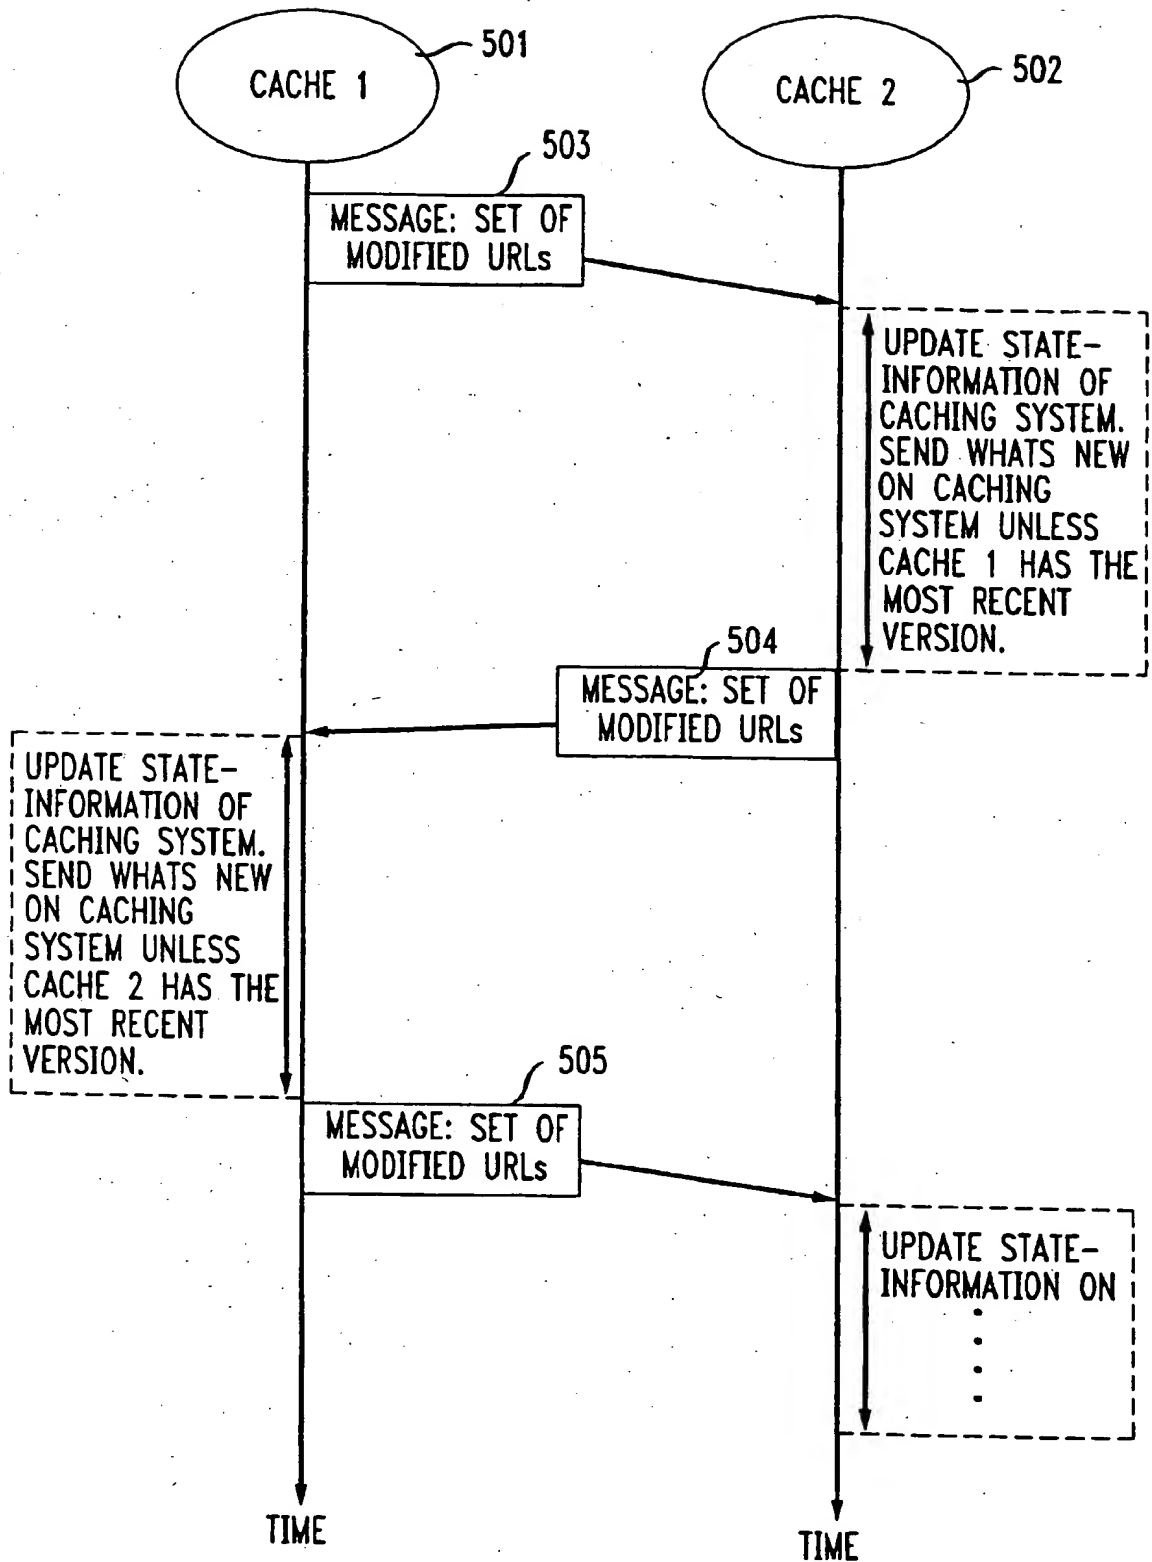 501
CACHE 1
502
CACHE 2
503
MESSAGE: SET OF
MODIFIED URLs
UPDATE STATE-
INFORMATION OF
CACHING SYSTEM.
SEND WHATS NEW
ON CACHING
SYSTEM UNLESS
CACHE 1 HAS THE
MOST RECENT
VERSION.
504
MESSAGE: SET OF
MODIFIED URLs
UPDATE STATE-
INFORMATION OF
CACHING SYSTEM.
SEND WHATS NEW
ON CACHING
SYSTEM UNLESS
CACHE 2 HAS THE
MOST RECENT
VERSION.
505
MESSAGE: SET OF
MODIFIED URLs
UPDATE STATE-
INFORMATION ON
TIME
TIME